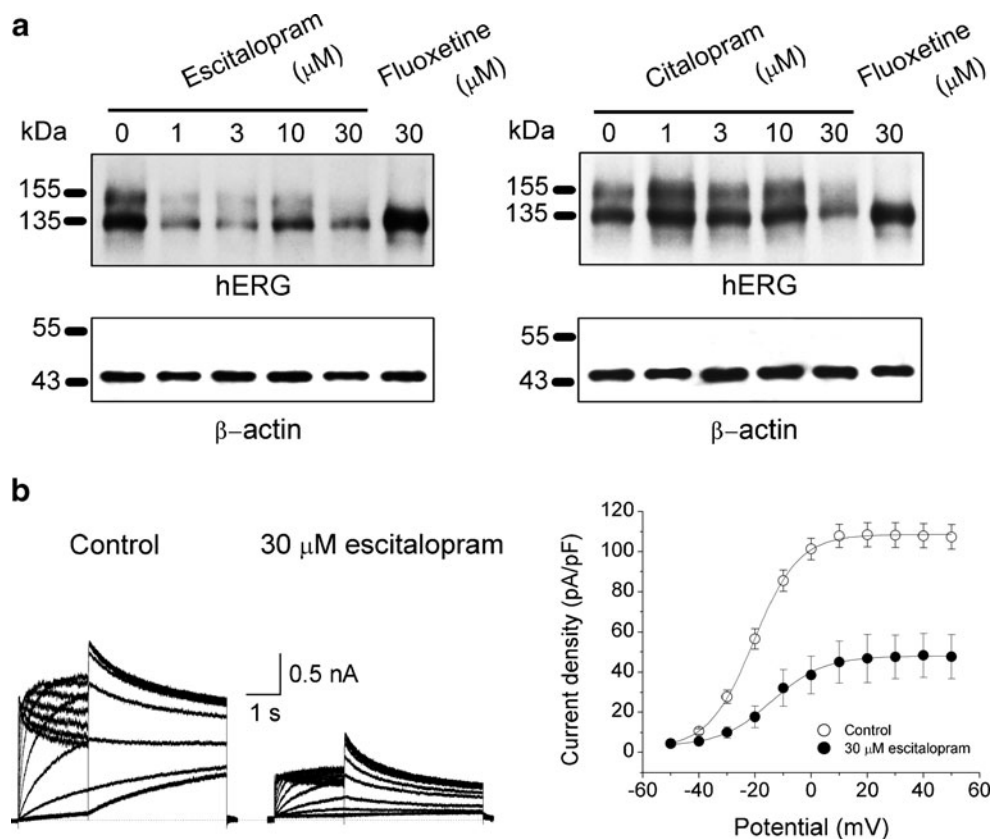 a
Escitalopram (μM)
Fluoxetine (μM)
kDa
0 1 3 10 30 30
155
135
hERG
55
43
β-actin
Citalopram (μM)
Fluoxetine (μM)
kDa
0 1 3 10 30 30
155
135
hERG
55
43
β-actin
b
Control
30 μM escitalopram
0.5 nA
1 s
Current density (pA/pF)
120
100
80
60
40
20
0
Control
30 μM escitalopram
-60 -40 -20 0 20 40 60
Potential (mV)